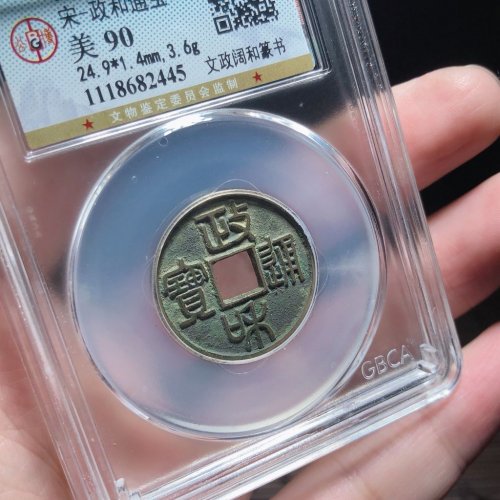 宋·政和通宝
美 90
24.9*1.4mm,3.6g
1118682445
文政阔和篆书
文物鉴定委员会监制
政
和
通
寶
GBCA